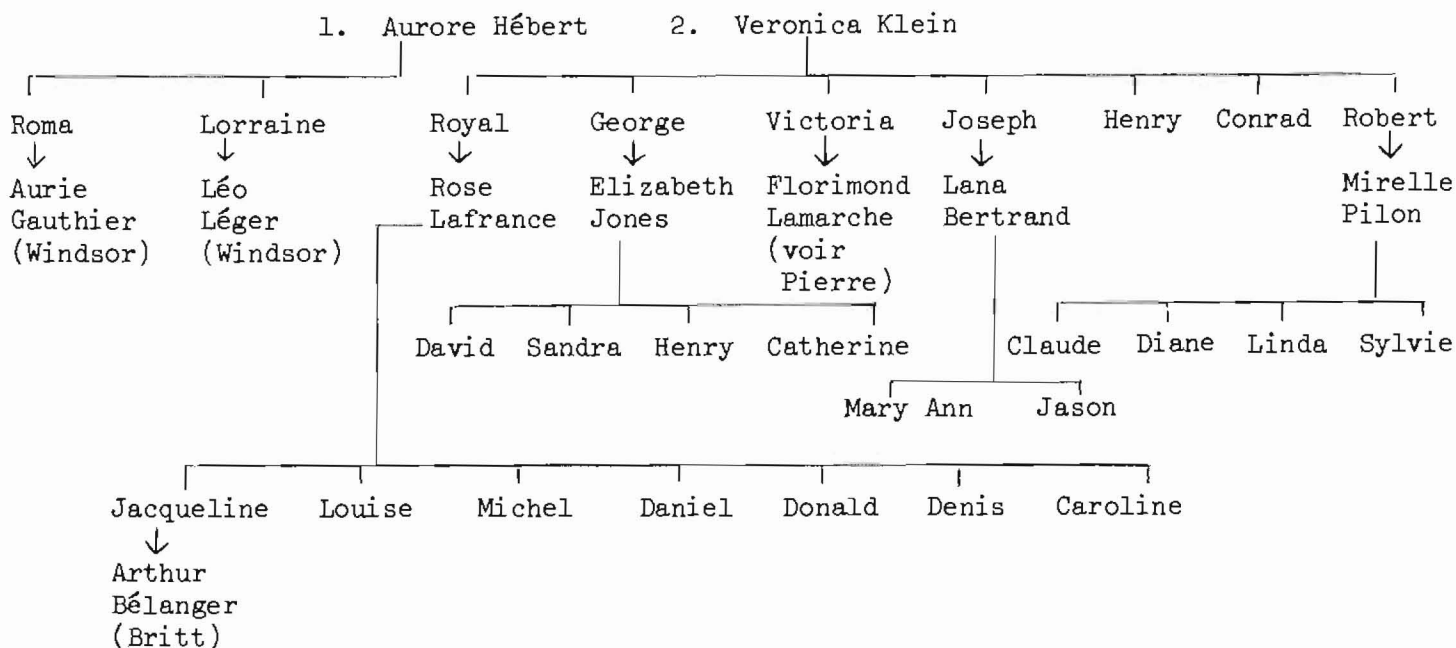 1. Aurore Hébert 2. Veronica Klein
Roma Lorraine Royal George Victoria Joseph Henry Conrad Robert
Aurie Léo Rose Elizabeth Florimond Lana Mirelle
Gauthier Léger Lafrance Jones Lamarche Bertrand Pilon
(Windsor) (Windsor) (voir
Pierre)
David Sandra Henry Catherine Claude Diane Linda Sylvie
Mary Ann Jason
Jacqueline Louise Michel Daniel Donald Denis Caroline
Arthur
Bélanger
(Britt)